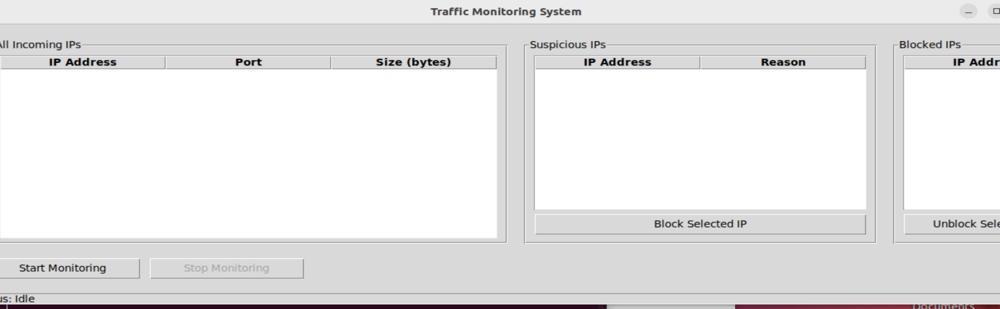 Traffic Monitoring System
All Incoming IPs
Suspicious IPs
Blocked IPs
IP Address Port Size (bytes)
IP Address Reason
IP Addr
Block Selected IP
Unblock Sele
Start Monitoring
Stop Monitoring
us: Idle
Documents